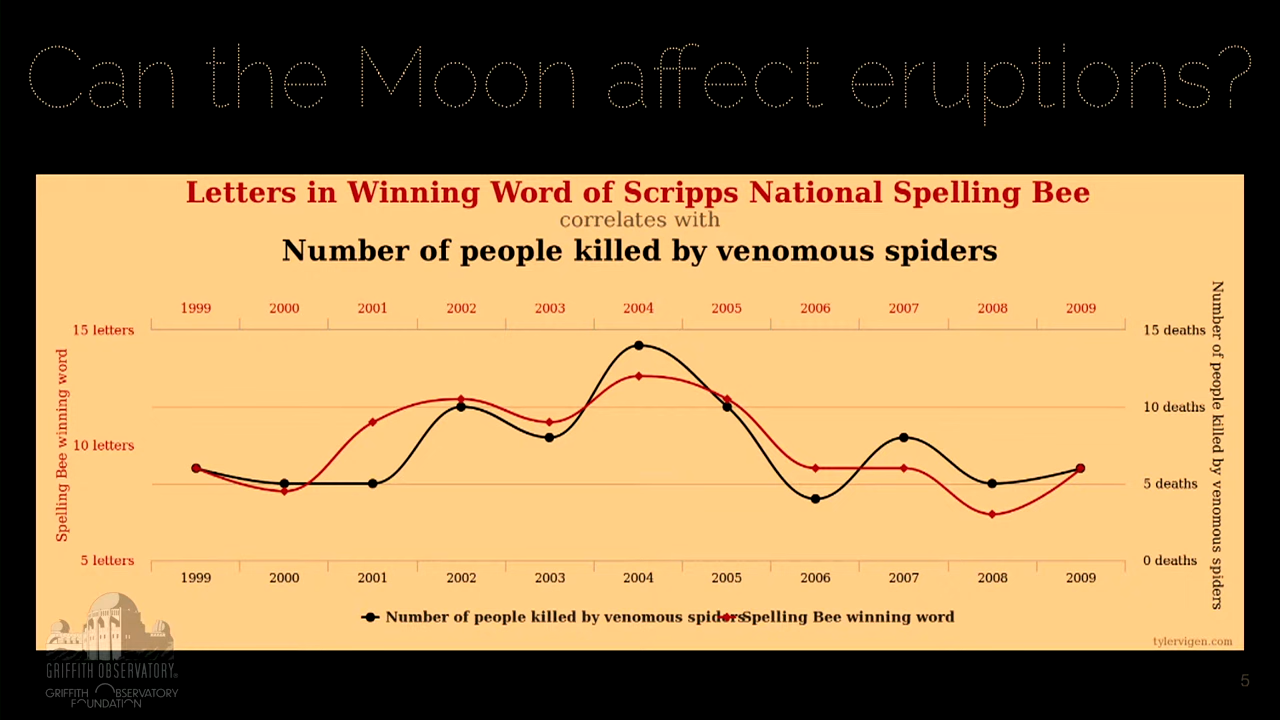 Can the Moon affect eruptions?
Letters in Winning Word of Scripps National Spelling Bee
correlates with
Number of people killed by venomous spiders
1999 2000 2001 2002 2003 2004 2005 2006 2007 2008 2009
15 letters
10 letters
5 letters
Spelling Bee winning word
15 deaths
10 deaths
5 deaths
0 deaths
Number of people killed by venomous spiders
1999 2000 2001 2002 2003 2004 2005 2006 2007 2008 2009
Number of people killed by venomous spiders Spelling Bee winning word
tylervigen.com
GRIFFITH OBSERVATORY
GRIFFITH OBSERVATORY
FOUNDATION
5